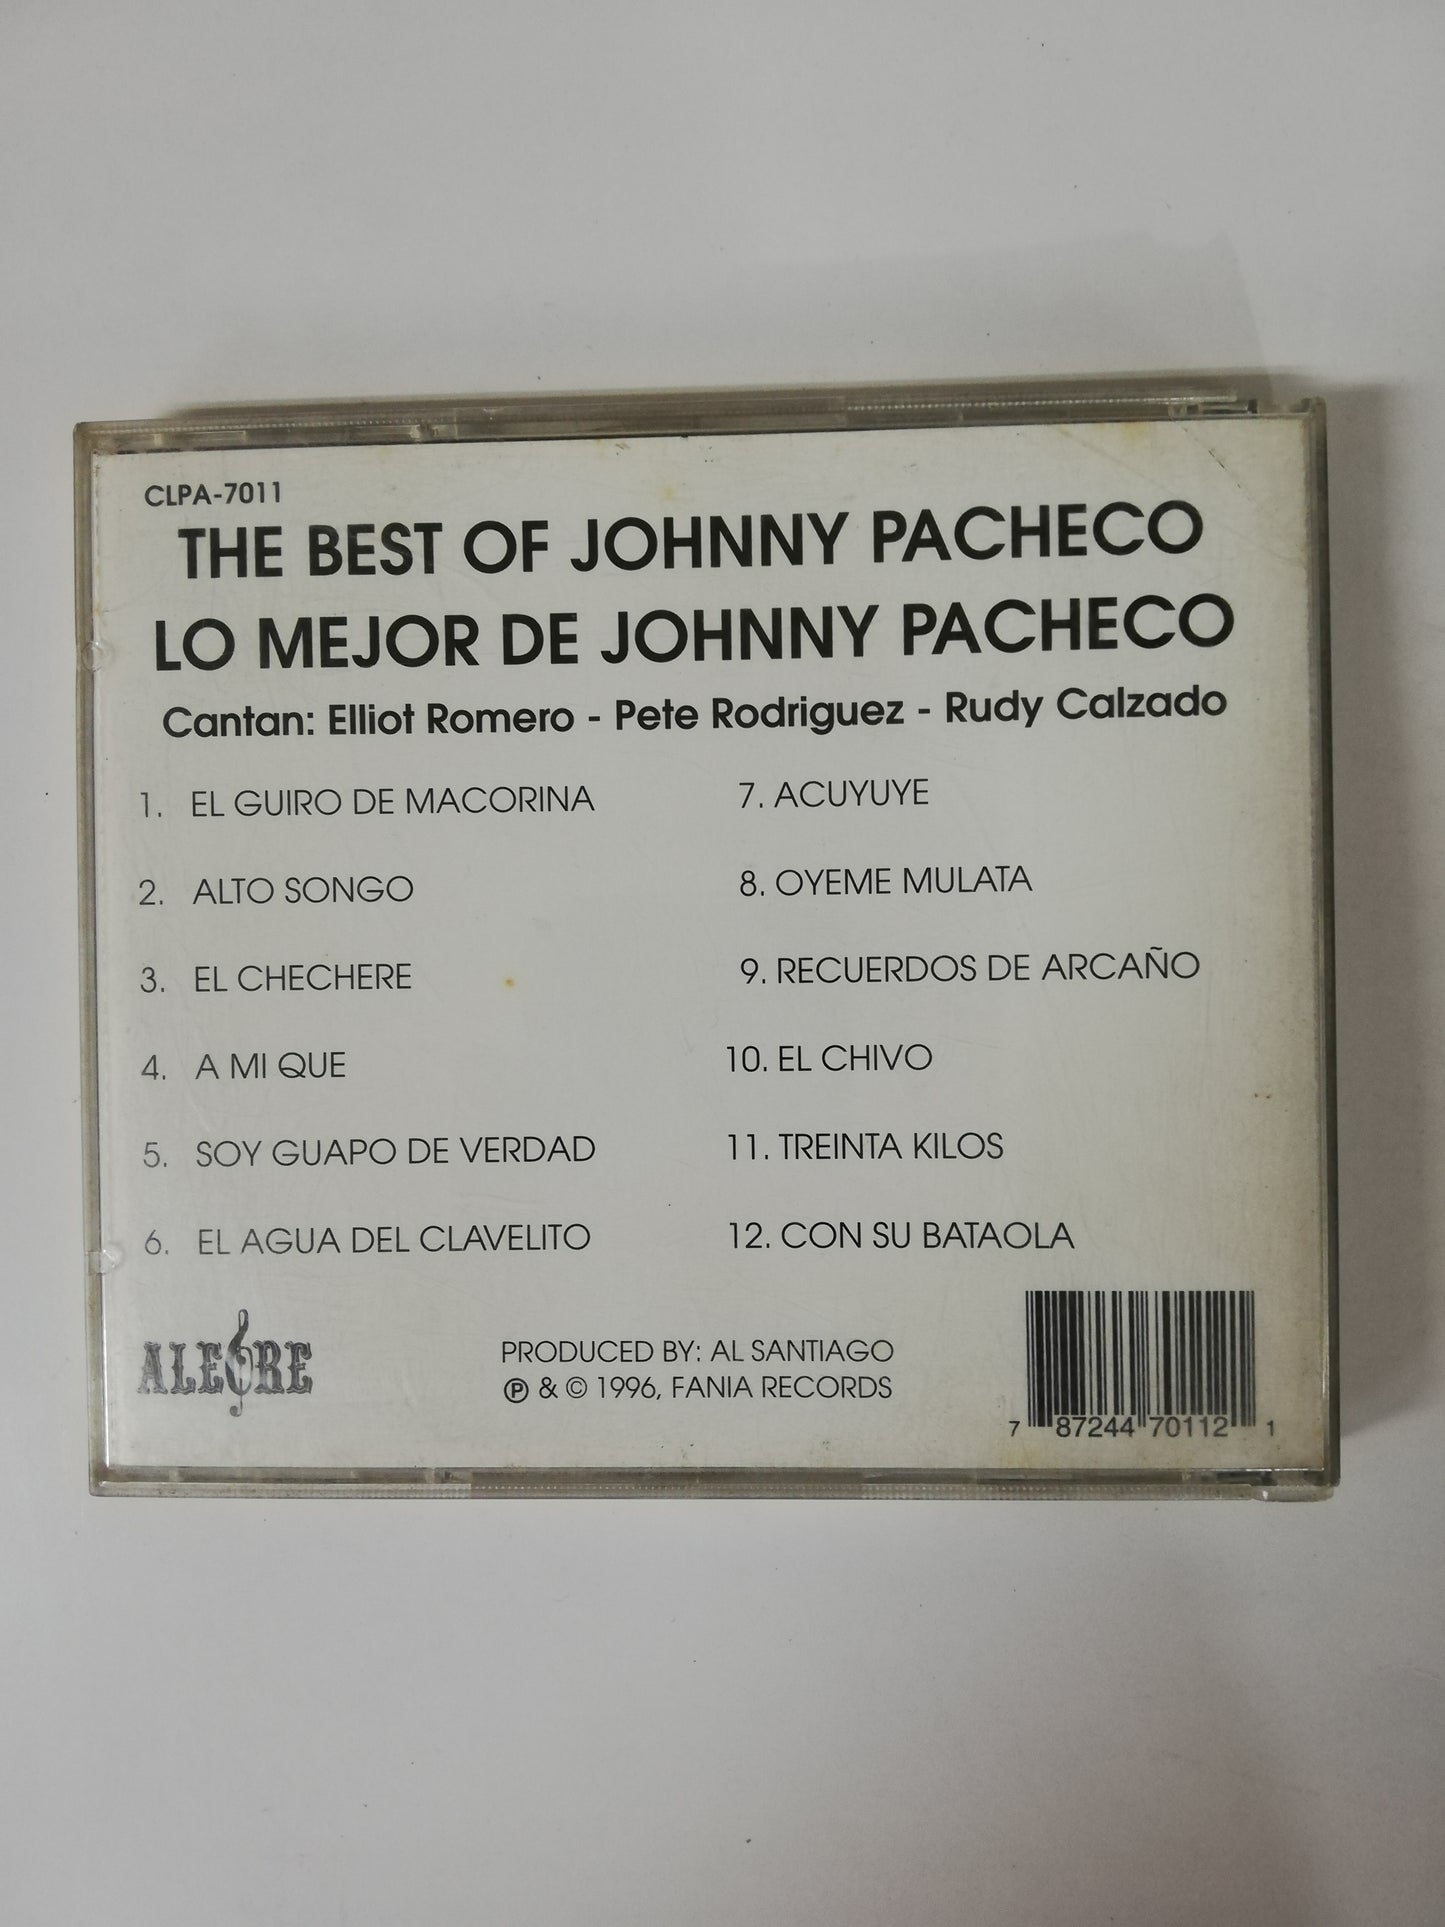 CLPA-7011
THE BEST OF JOHNNY PACHECO
LO MEJOR DE JOHNNY PACHECO
Cantan: Elliot Romero - Pete Rodriguez - Rudy Calzado
1. EL GUIRO DE MACORINA
2. ALTO SONGO
3. EL CHECHERE
4. A MI QUE
5. SOY GUAPO DE VERDAD
6. EL AGUA DEL CLAVELITO
7. ACUYUYE
8. OYEME MULATA
9. RECUERDOS DE ARCAÑO
10. EL CHIVO
11. TREINTA KILOS
12. CON SU BATAOLA
ALEGRE
PRODUCED BY: AL SANTIAGO
℗ & © 1996, FANIA RECORDS
7 87244 70112 1